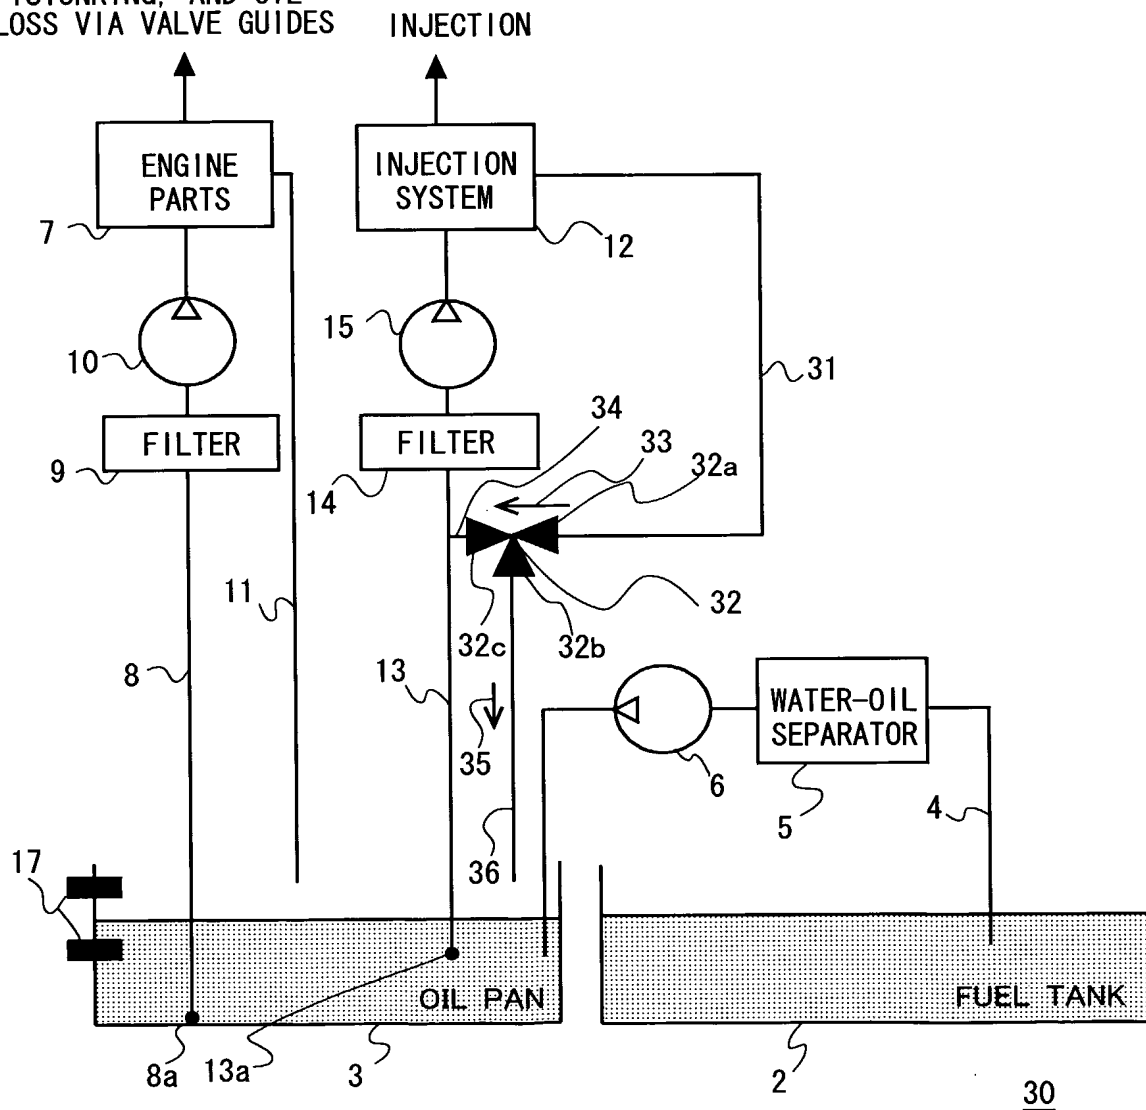 LOSS VIA VALVE GUIDES
INJECTION
ENGINE
PARTS
INJECTION
SYSTEM
7
12
15
10
31
34
33
32a
FILTER
FILTER
9
14
11
32
32c
32b
8
13
WATER-OIL
SEPARATOR
35
6
5
4
36
17
OIL PAN
FUEL TANK
8a
13a
3
2
30